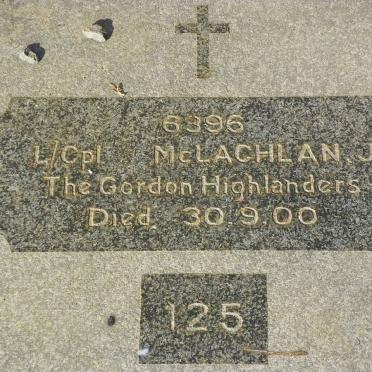 6396
L/Cpl McLACHLAN, J
The Gordon Highlanders
Died. 30.9.00
125